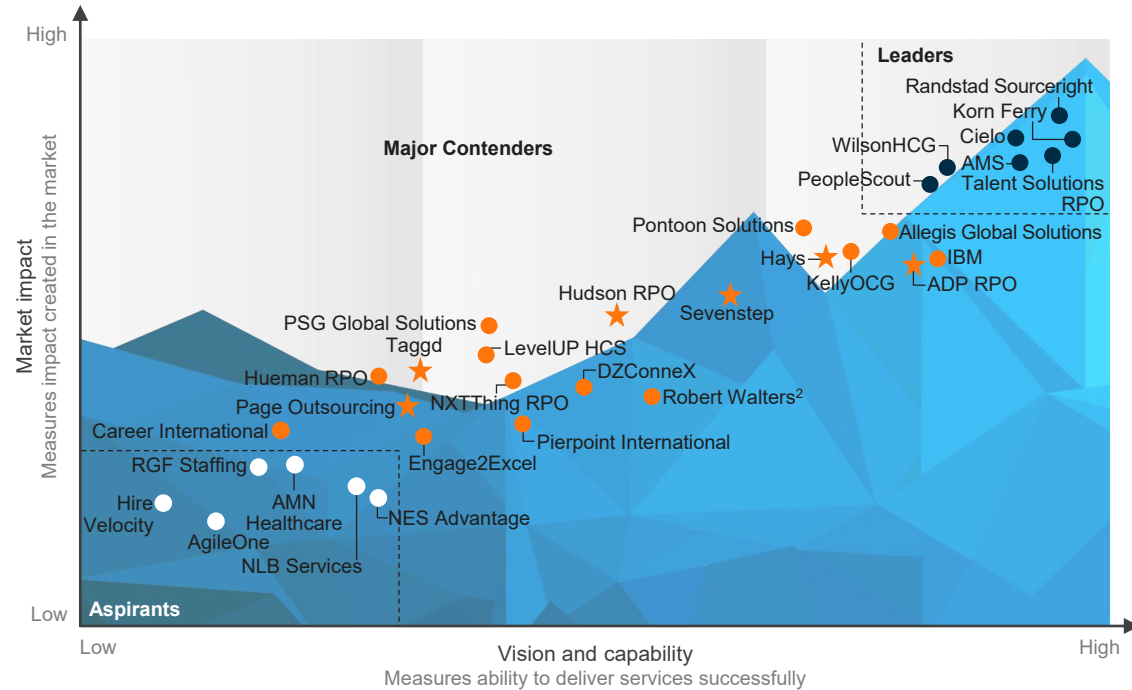 High
Leaders
Randstad Sourceright
Korn Ferry
Cielo
Major Contenders
WilsonHCG
AMS
PeopleScout
Talent Solutions
RPO
Pontoon Solutions
Allegis Global Solutions
Hays
IBM
KellyOCG
ADP RPO
Hudson RPO
Sevenstep
PSG Global Solutions
Taggd
LevelUP HCS
DZConneX
Hueman RPO
NXTThing RPO
Robert Walters²
Page Outsourcing
Career International
Pierpoint International
Engage2Excel
RGF Staffing
AMN
Healthcare
Hire
Velocity
NES Advantage
AgileOne
NLB Services
Aspirants
Low
Market impact
Measures impact created in the market
Low
High
Vision and capability
Measures ability to deliver services successfully